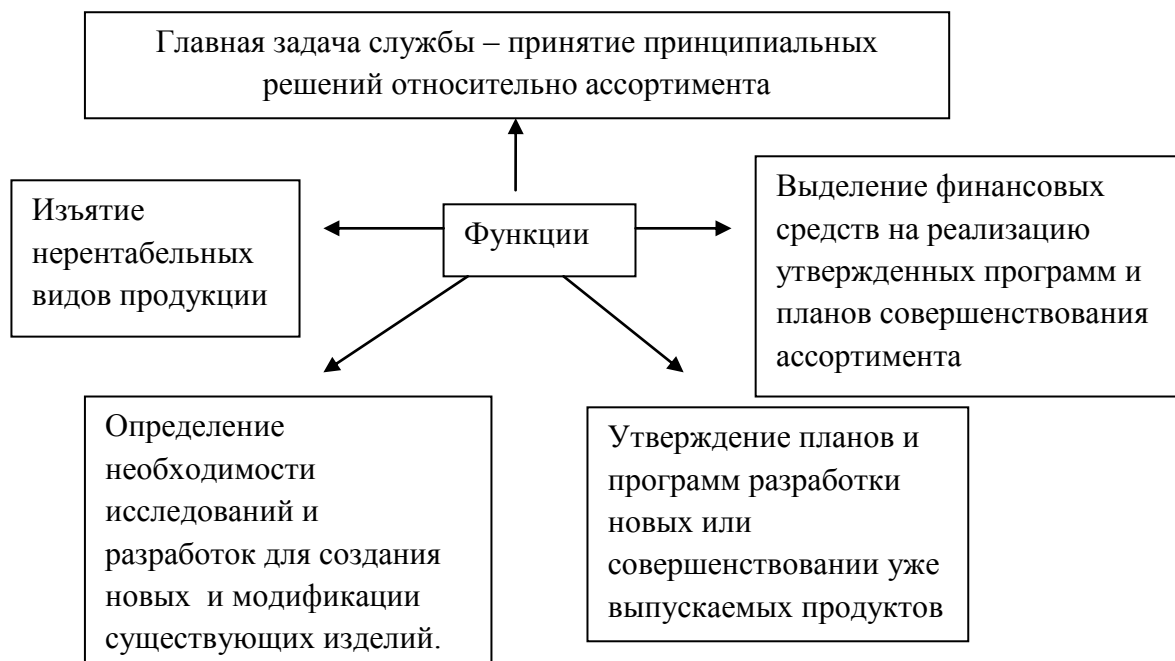 Главная задача службы – принятие принципиальных
решений относительно ассортимента
Изъятие
нерентабельных
видов продукции
Функции
Выделение финансовых
средств на реализацию
утвержденных программ и
планов совершенствования
ассортимента
Определение
необходимости
исследований и
разработок для создания
новых  и модификации
существующих изделий.
Утверждение планов и
программ разработки
новых или
совершенствовании уже
выпускаемых продуктов